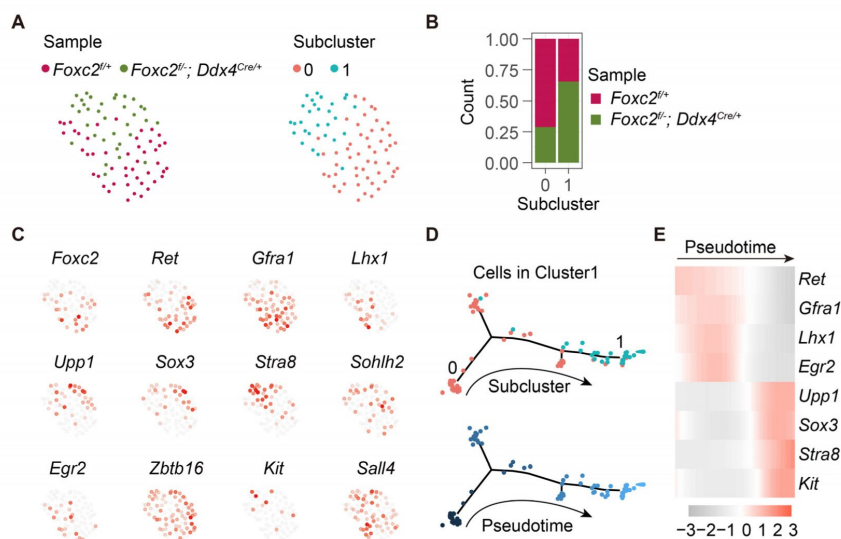 A
Sample
Foxc2f/+ Foxc2f/-; Ddx4Cre/+
Subcluster
0 1
B
1.00
0.75
0.50
0.25
0.00
Count
0 1
Subcluster
Sample
Foxc2f/+
Foxc2f/-; Ddx4Cre/+
C
Foxc2 Ret Gfra1 Lhx1
Upp1 Sox3 Stra8 Sohlh2
Egr2 Zbtb16 Kit Sall4
D
Cells in Cluster1
0
1
Subcluster
Pseudotime
E
Pseudotime
Ret
Gfra1
Lhx1
Egr2
Upp1
Sox3
Stra8
Kit
−3−2−1 0 1 2 3